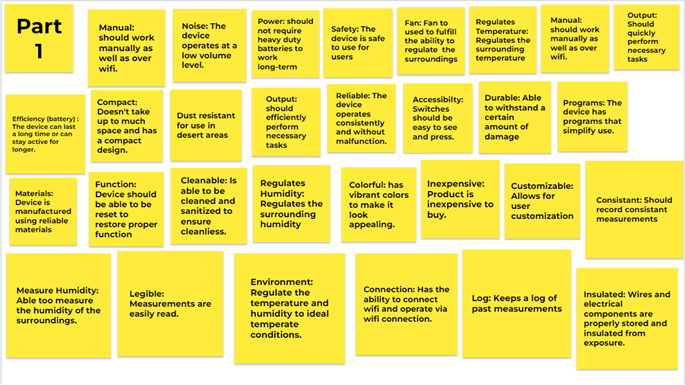 Part
1
Manual:
should work
manually as
well as over
wifi.
Noise: The
device
operates at a
low volume
level.
Power: should
not require
heavy duty
batteries to
work
long-term
Safety: The
device is safe
to use for
users
Fan: Fan to
used to fulfill
the ability to
regulate the
surroundings
Regulates
Temperature:
Regulates the
surrounding
temperature
Manual:
should work
manually as
well as over
wifi.
Output:
Should
quickly
perform
necessary
tasks
Efficiency (battery) :
The device can last
a long time or can
stay active for
longer.
Compact:
Doesn't take
up to much
space and has
a compact
design.
Dust resistant
for use in
desert areas
Output:
should
efficiently
perform
necessary
tasks
Reliable: The
device
operates
consistently
and without
malfunction.
Accessibilty:
Switches
should be
easy to see
and press.
Durable: Able
to withstand a
certain
amount of
damage
Programs: The
device has
programs that
simplify use.
Materials:
Device is
manufactured
using reliable
materials
Function:
Device should
be able to be
reset to
restore proper
function
Cleanable: Is
able to be
cleaned and
sanitized to
ensure
cleanliess.
Regulates
Humidity:
Regulates the
surrounding
humidity
Colorful: has
vibrant colors
to make it
look
appealing.
Inexpensive:
Product is
inexpensive to
buy.
Customizable:
Allows for
user
customization
Consistant: Should
record consistant
measurements
Measure Humidity:
Able too measure
the humidity of the
surroundings.
Legible:
Measurements are
easily read.
Environment:
Regulate the
temperature and
humidity to ideal
temperate
conditions.
Connection: Has the
ability to connect
wifi and operate via
wifi connection.
Log: Keeps a log of
past measurements
Insulated: Wires and
electrical
components are
properly stored and
insulated from
exposure.